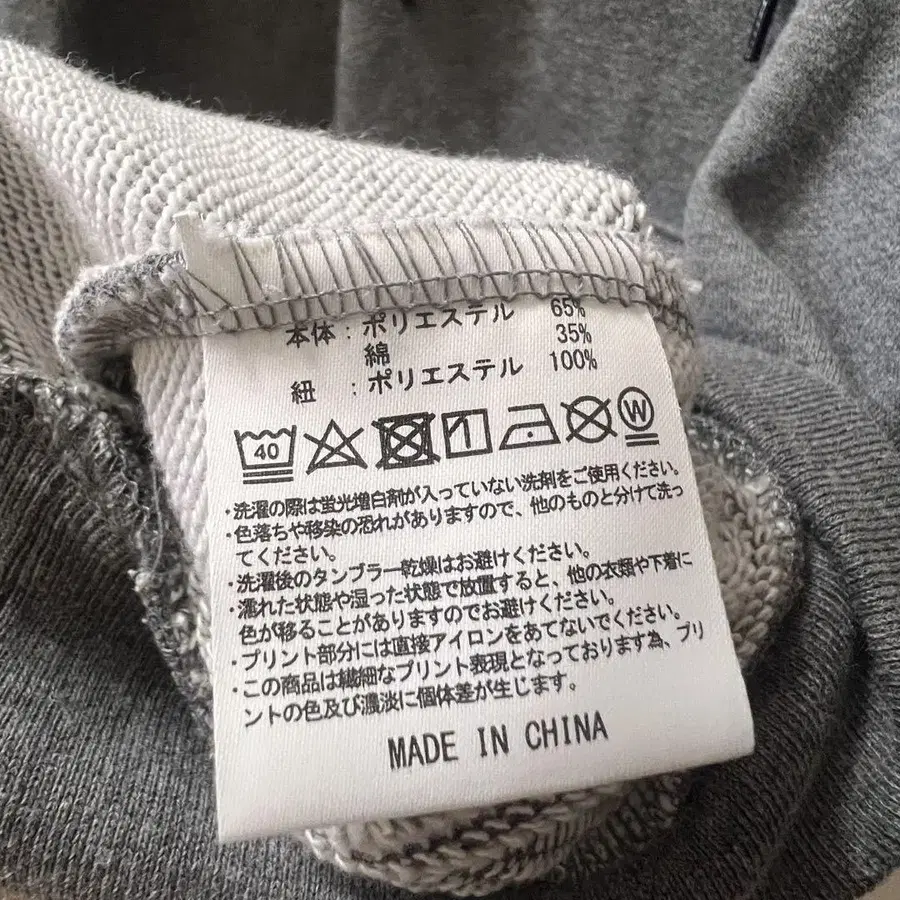 本体：ポリエステル 65%
綿 35%
紐：ポリエステル 100%
40 W
・洗濯の際は蛍光増白剤が入っていない洗剤をご使用ください。
・色落ちや移染の恐れがありますので、他のものと分けて洗っ
てください。
・洗濯後のタンブラー乾燥はお避けください。
・濡れた状態や湿った状態で放置すると、他の衣類や下着に
色が移ることがありますのでお避けください。
・プリント部分には直接アイロンをあてないでください。
・この商品は繊細なプリント表現となっております為、プリ
ントの色及び濃淡に個体差が生じます。
MADE IN CHINA